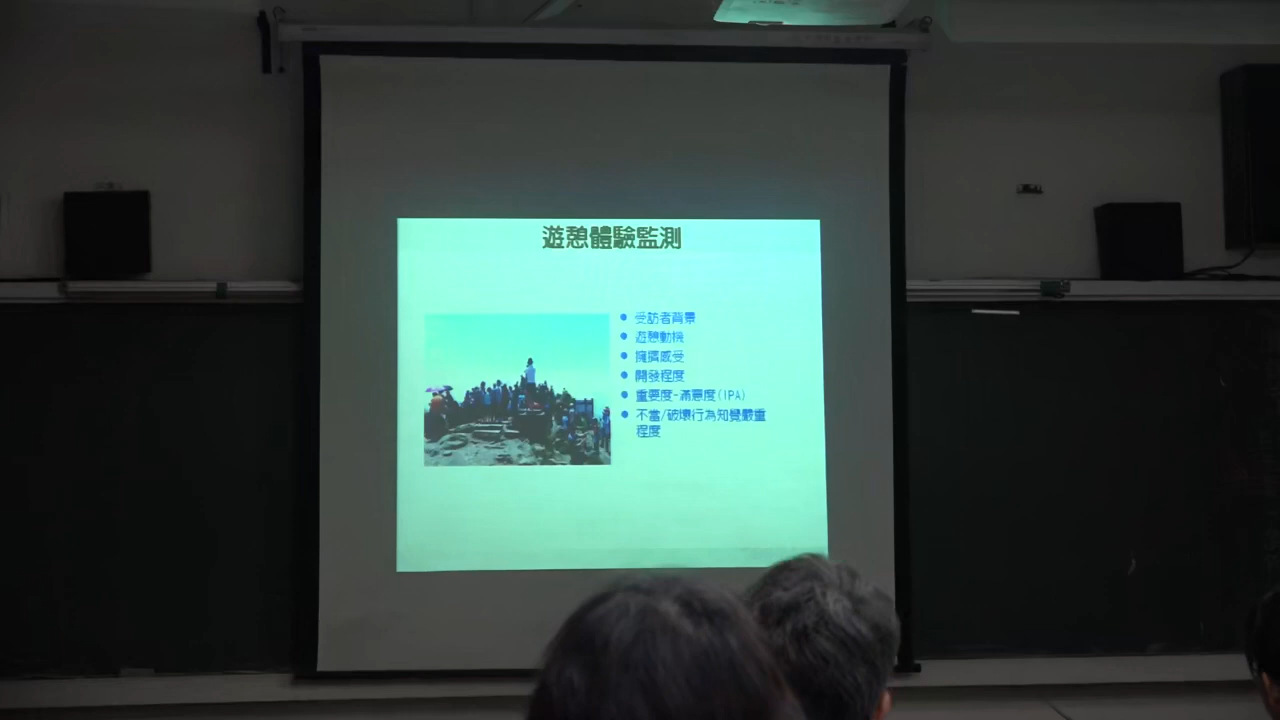 遊憩體驗監測
受訪者背景
遊憩動機
擁擠感受
開發程度
重要度-滿意度(IPA)
不當/破壞行為知覺嚴重
程度